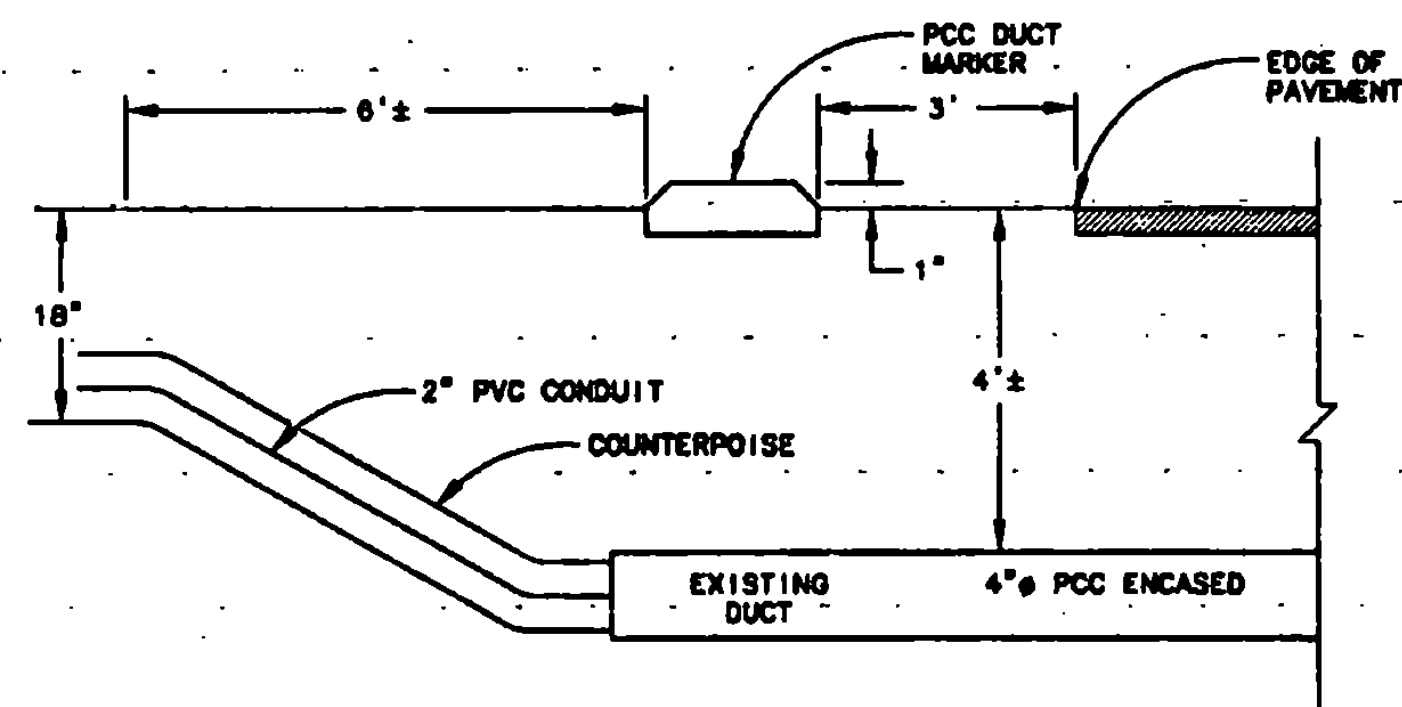 PCC DUCT
MARKER
EDGE OF
PAVEMENT
6'±
3'
1"
18"
4'±
2" PVC CONDUIT
COUNTERPOISE
EXISTING
DUCT
4"ø PCC ENCASED